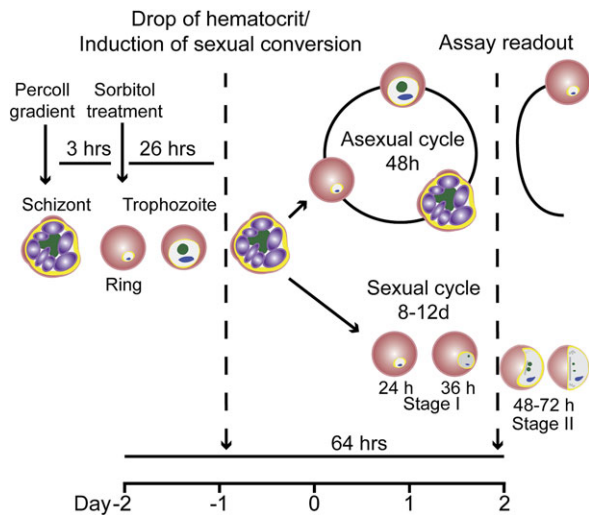 Drop of hematocrit/
Induction of sexual conversion
Assay readout
Percoll
gradient
Sorbitol
treatment
3 hrs
26 hrs
Asexual cycle
48h
Schizont
Trophozoite
Ring
Sexual cycle
8-12d
24 h
36 h
Stage I
48-72 h
Stage II
64 hrs
Day-2
-1
0
1
2